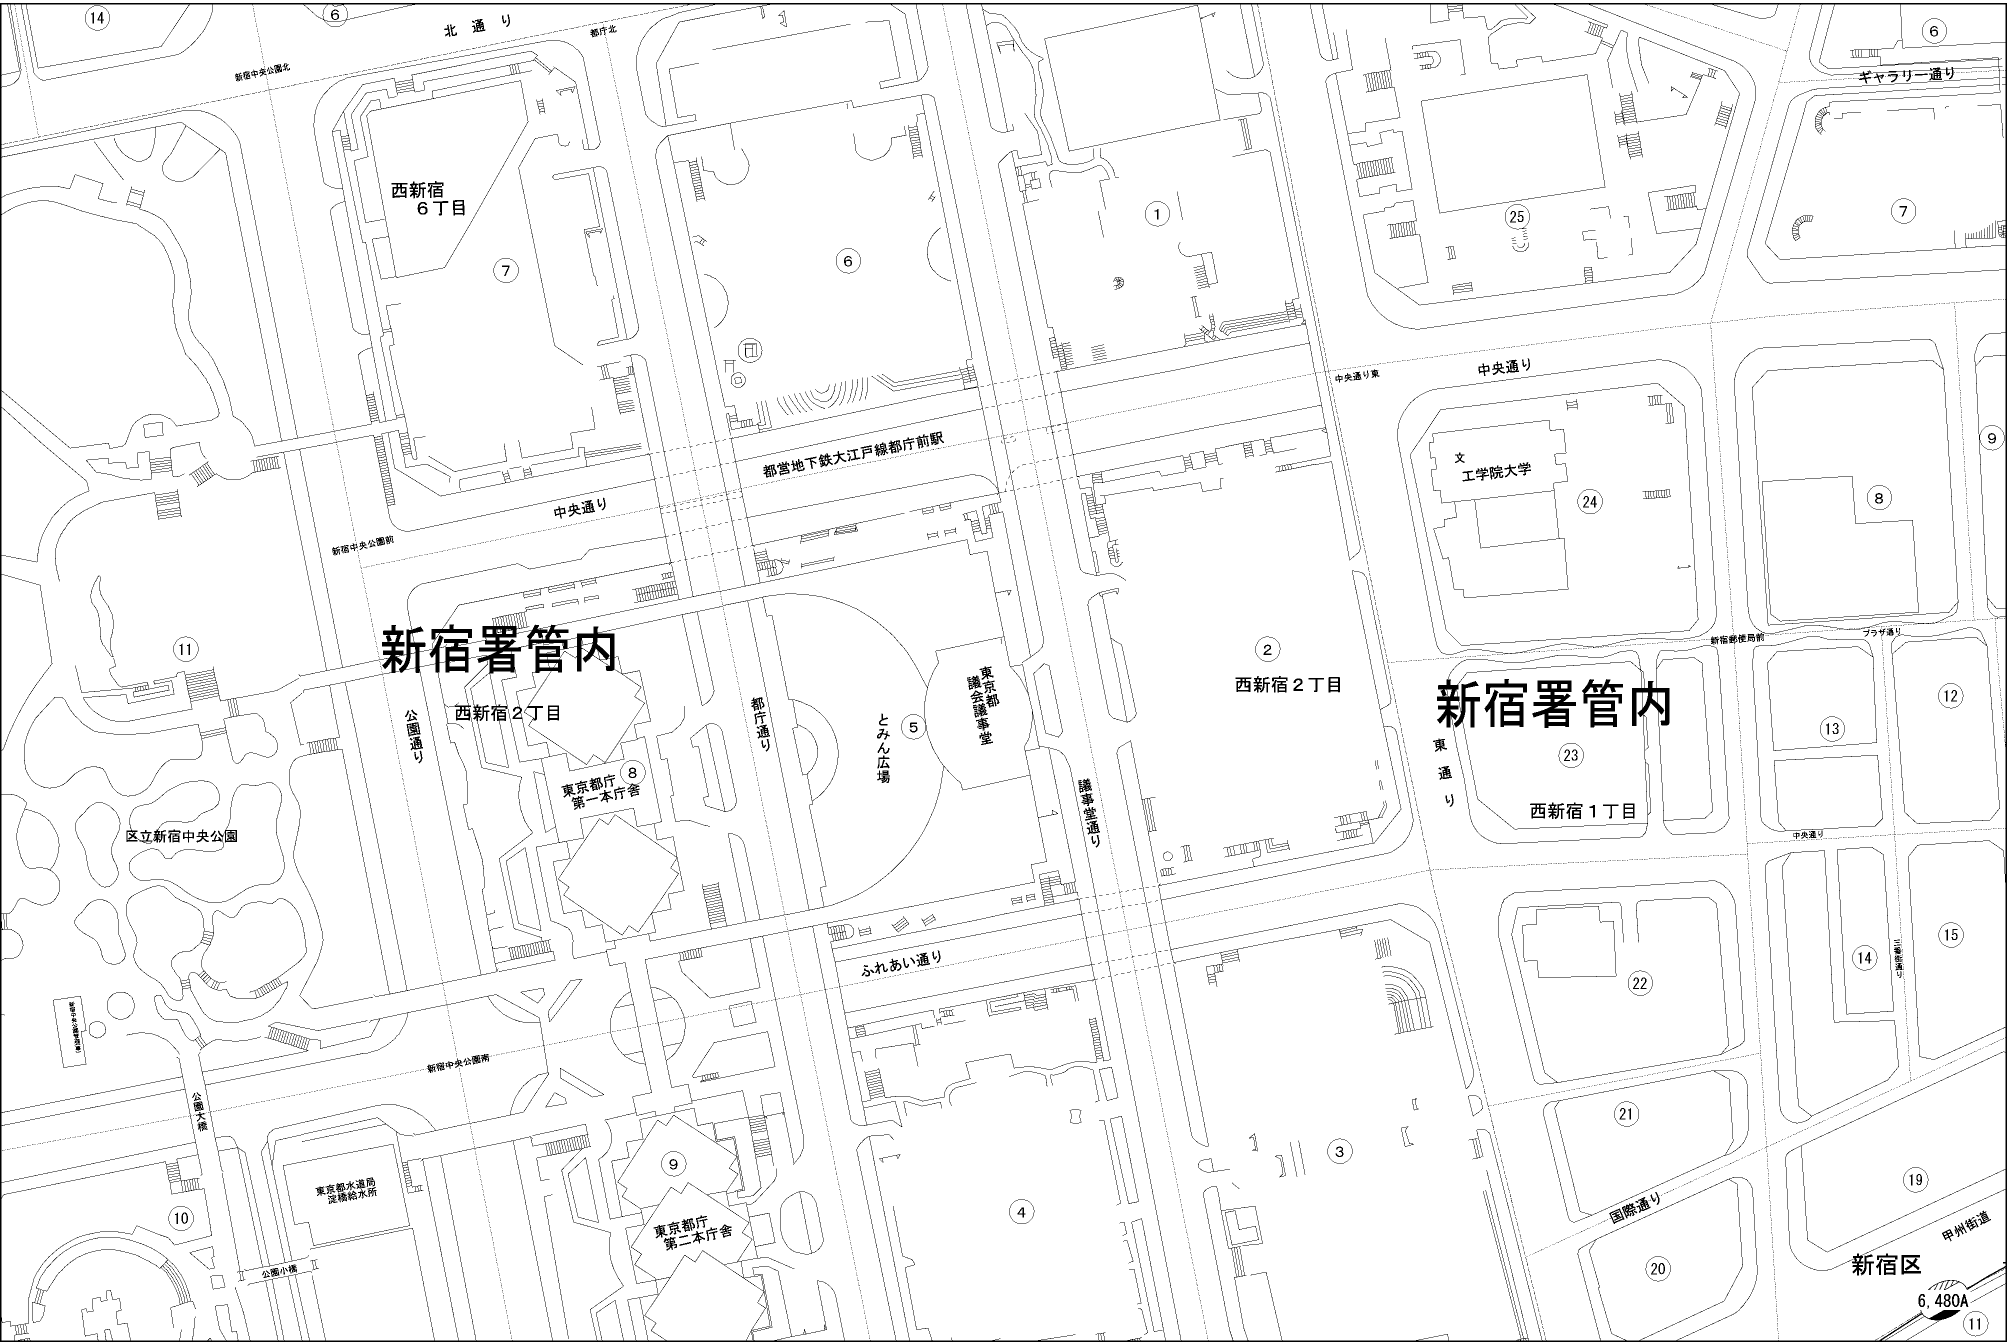 14
6
北通り
都庁北
6
新宿中央公園北
ギャラリー通り
西新宿
６丁目
7
6
1
25
7
中央通り
中央通り東
都営地下鉄大江戸線都庁前駅
中央通り
新宿中央公園前
文
工学院大学
24
8
9
11
新宿署管内
西新宿２丁目
公園通り
都庁通り
とみん広場
5
東京都
議会議事堂
2
西新宿２丁目
新宿郵便局前
プラザ通り
新宿署管内
東通り
23
西新宿１丁目
13
12
中央通り
8
東京都庁
第一本庁舎
議事堂通り
区立新宿中央公園
ふれあい通り
22
14
三番街通り
15
新宿中央公園南
公園大橋
21
東京都水道局
淀橋給水所
9
東京都庁
第二本庁舎
3
4
10
公園小橋
国際通り
19
甲州街道
20
新宿区
6,480A
11